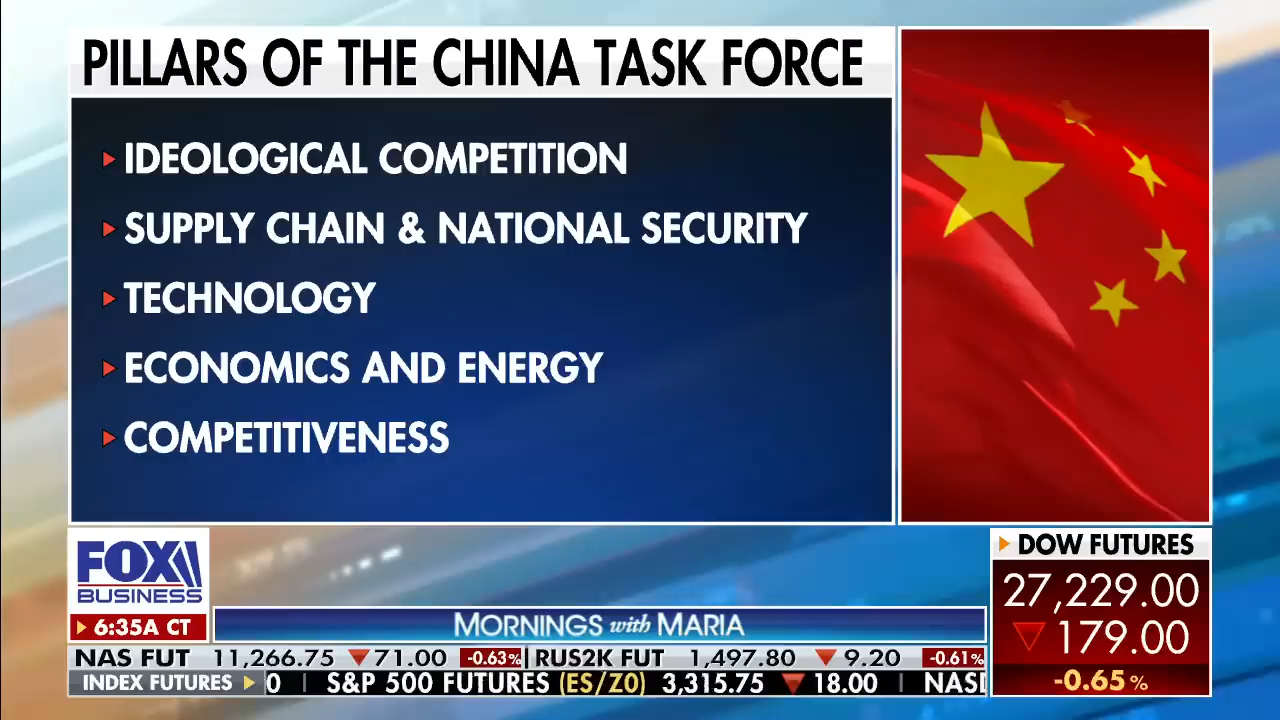 PILLARS OF THE CHINA TASK FORCE
IDEOLOGICAL COMPETITION
SUPPLY CHAIN & NATIONAL SECURITY
TECHNOLOGY
ECONOMICS AND ENERGY
COMPETITIVENESS
FOX
BUSINESS
6:35A CT
MORNINGS with MARIA
DOW FUTURES
27,229.00
179.00
-0.65%
NAS FUT 11,266.75 71.00 -0.63% RUS2K FUT 1,497.80 9.20 -0.61%
INDEX FUTURES 0 | S&P 500 FUTURES (ES/Z0) 3,315.75 18.00 | NASD